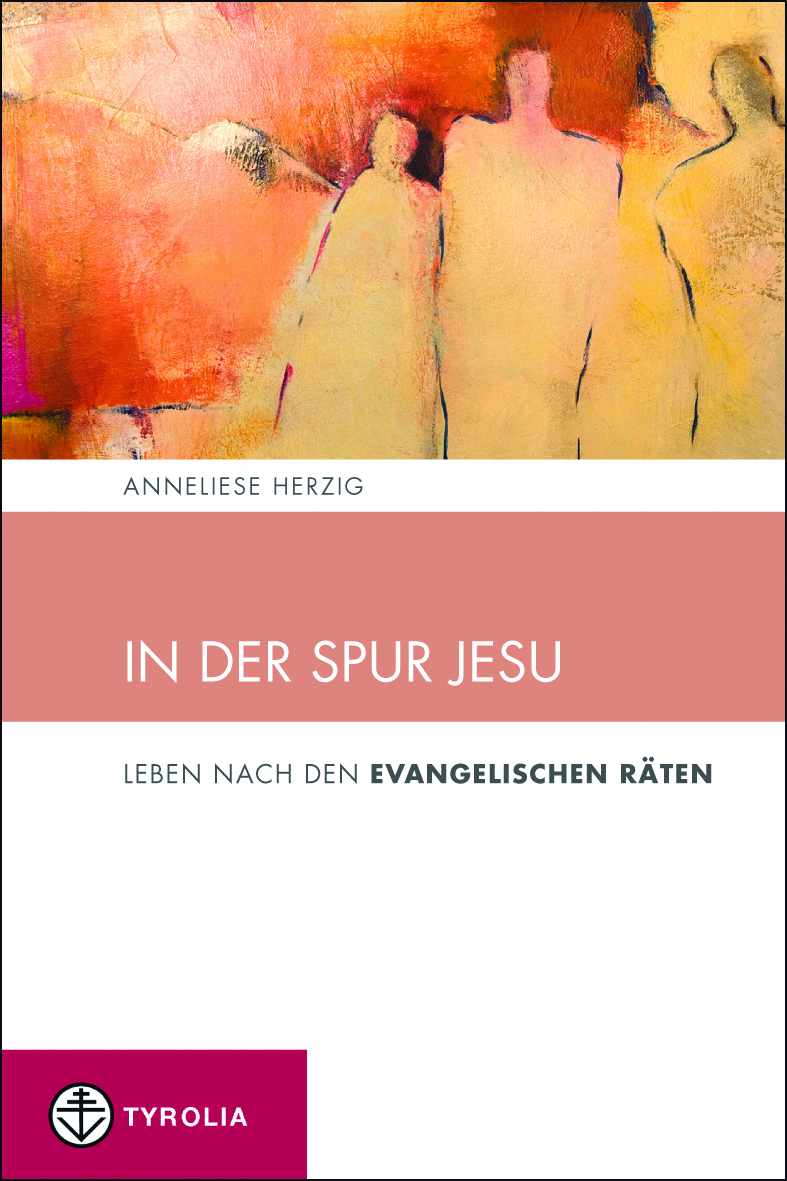 ANNELIESE HERZIG
IN DER SPUR JESU
LEBEN NACH DEN EVANGELISCHEN RÄTEN
TYROLIA